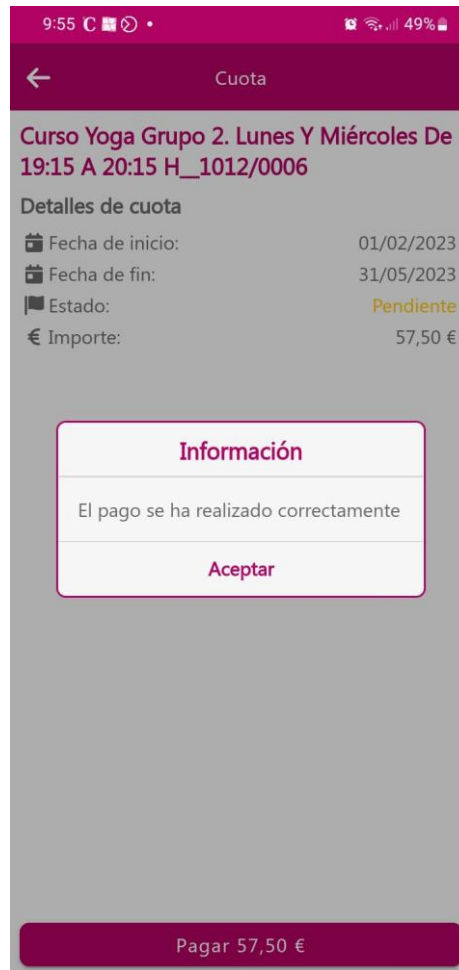 9:55
49%
Cuota
Curso Yoga Grupo 2. Lunes Y Miércoles De
19:15 A 20:15 H__1012/0006
Detalles de cuota
Fecha de inicio: 01/02/2023
Fecha de fin: 31/05/2023
Estado: Pendiente
€ Importe: 57,50 €
Información
El pago se ha realizado correctamente
Aceptar
Pagar 57,50 €